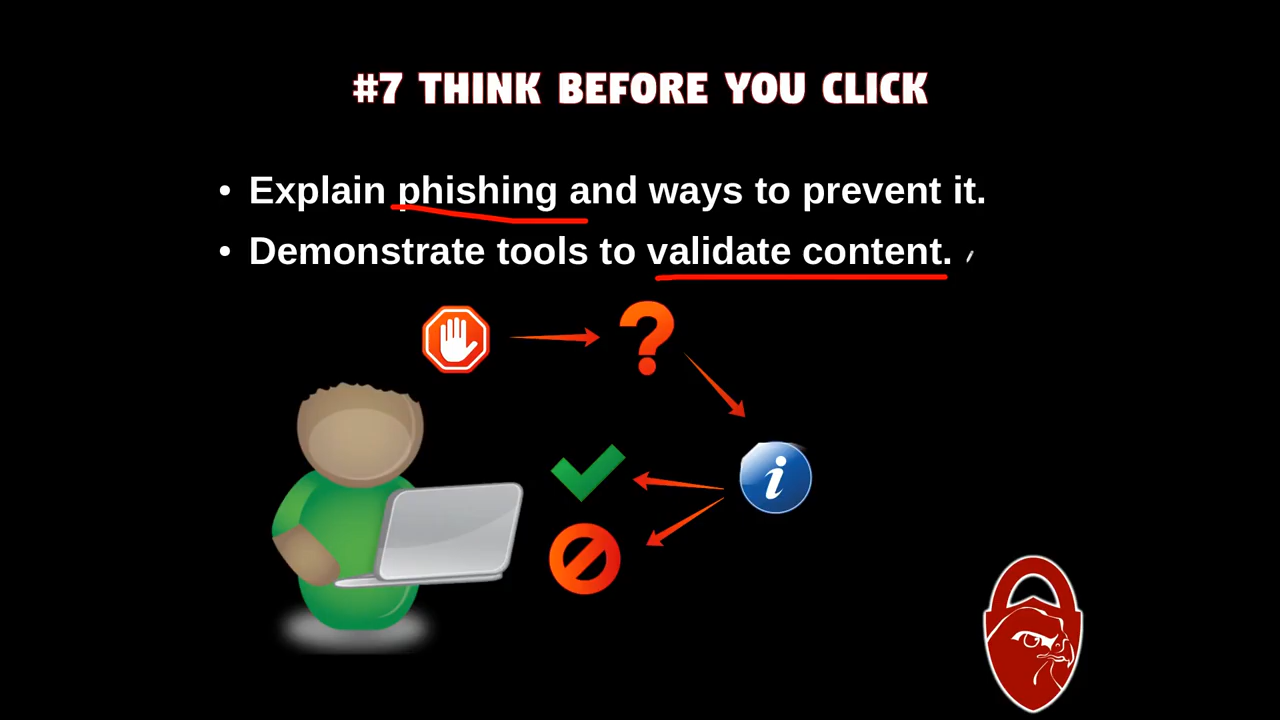 #7 THINK BEFORE YOU CLICK
• Explain phishing and ways to prevent it.
• Demonstrate tools to validate content.
?
i